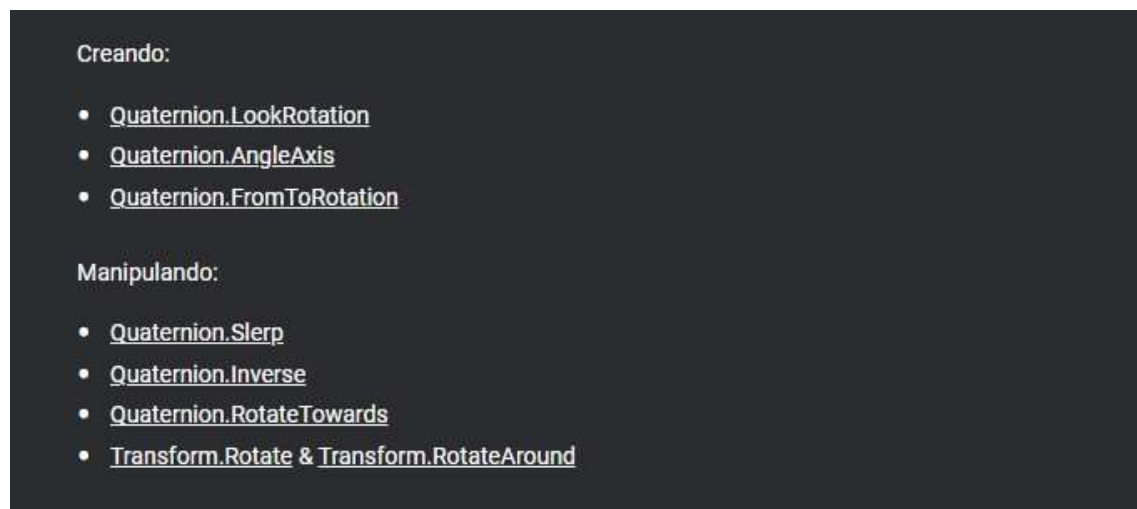 Creando:
• Quaternion.LookRotation
• Quaternion.AngleAxis
• Quaternion.FromToRotation
Manipulando:
• Quaternion.Slerp
• Quaternion.Inverse
• Quaternion.RotateTowards
• Transform.Rotate & Transform.RotateAround